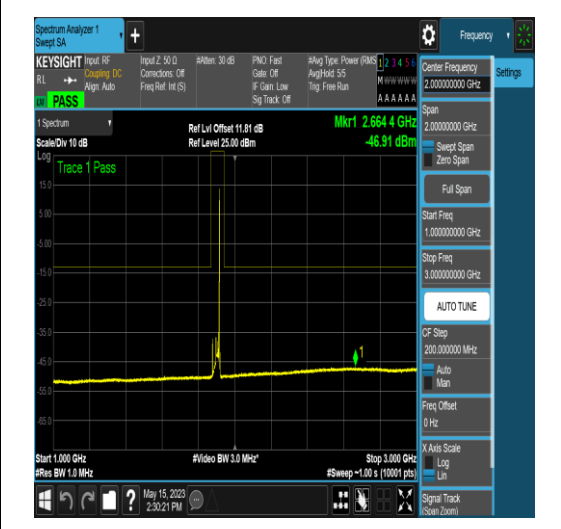 Spectrum Analyzer 1
Swept SA
+
Frequency
KEYSIGHT
RL
PASS
Input: RF
Coupling: DC
Align: Auto
Input Z: 50 Ω
Corrections: Off
Freq Ref: Int (S)
#Atten: 30 dB
PNO: Fast
Gate: Off
IF Gain: Low
Sig Track: Off
#Avg Type: Power (RMS
Avg|Hold: 5/5
Trig: Free Run
1 2 3 4 5 6
M W W W W W
A A A A A A
1 Spectrum
Scale/Div 10 dB
Ref Lvl Offset 11.81 dB
Ref Level 25.00 dBm
Mkr1 2.664 4 GHz
-46.91 dBm
Log
Trace 1 Pass
15.0
5.00
-5.00
-15.0
-25.0
-35.0
-45.0
-55.0
-65.0
1
Start 1.000 GHz
#Res BW 1.0 MHz
#Video BW 3.0 MHz*
Stop 3.000 GHz
#Sweep ~1.00 s (10001 pts)
Center Frequency
2.000000000 GHz
Settings
Span
2.00000000 GHz
Swept Span
Zero Span
Full Span
Start Freq
1.000000000 GHz
Stop Freq
3.000000000 GHz
AUTO TUNE
CF Step
200.000000 MHz
Auto
Man
Freq Offset
0 Hz
X Axis Scale
Log
Lin
Signal Track
(Span Zoom)
?
May 15, 2023
2:30:21 PM